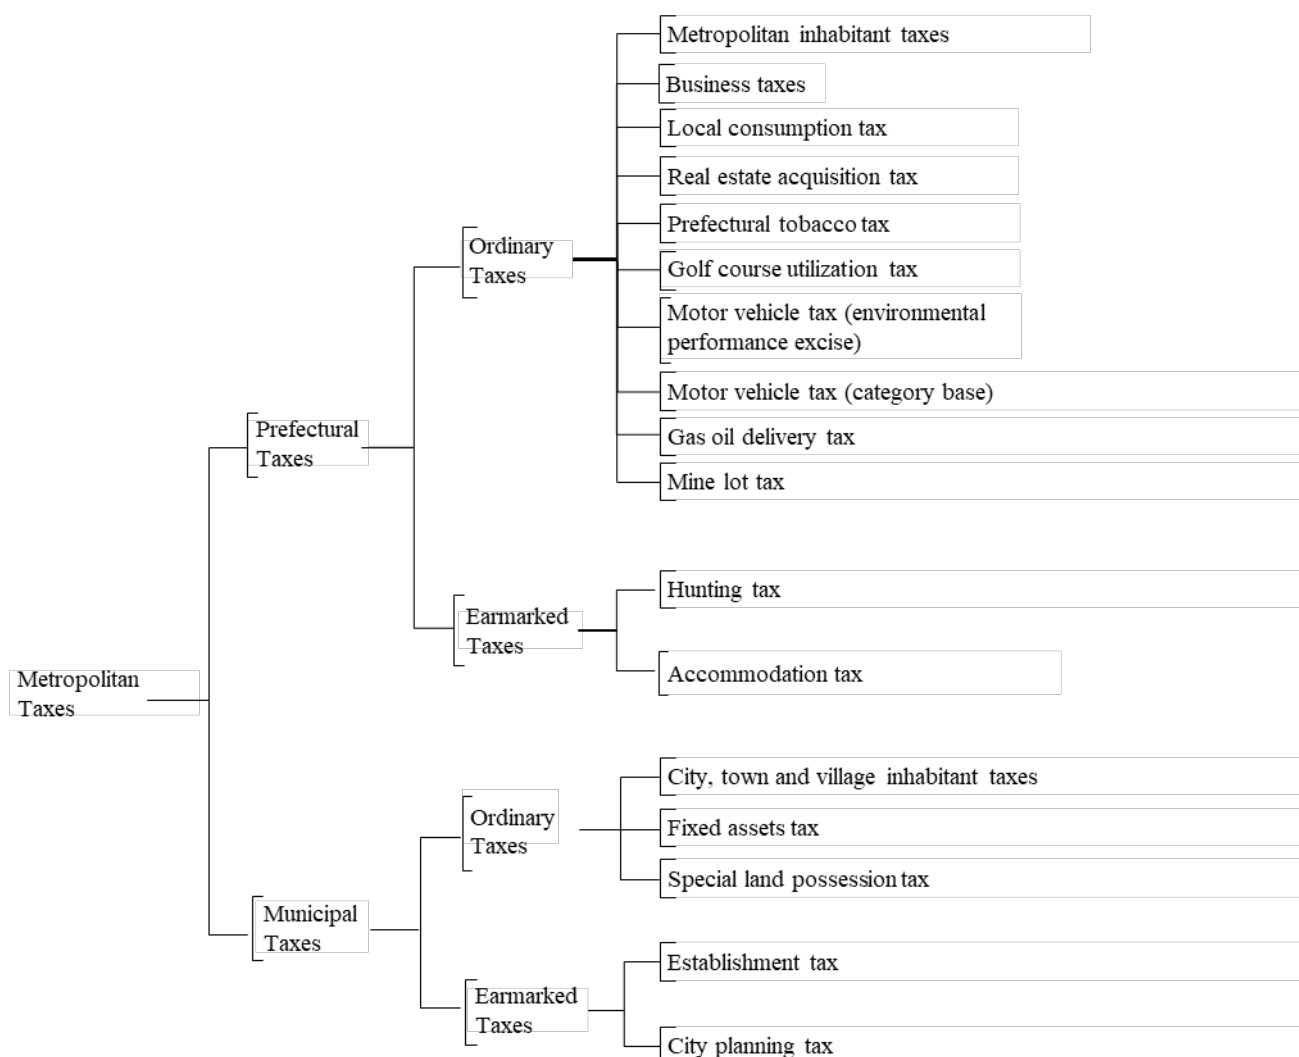 Metropolitan inhabitant taxes
Business taxes
Local consumption tax
Real estate acquisition tax
Prefectural tobacco tax
Ordinary
Taxes
Golf course utilization tax
Motor vehicle tax (environmental
performance excise)
Motor vehicle tax (category base)
Prefectural
Taxes
Gas oil delivery tax
Mine lot tax
Hunting tax
Earmarked
Taxes
Accommodation tax
Metropolitan
Taxes
City, town and village inhabitant taxes
Ordinary
Taxes
Fixed assets tax
Special land possession tax
Municipal
Taxes
Establishment tax
Earmarked
Taxes
City planning tax